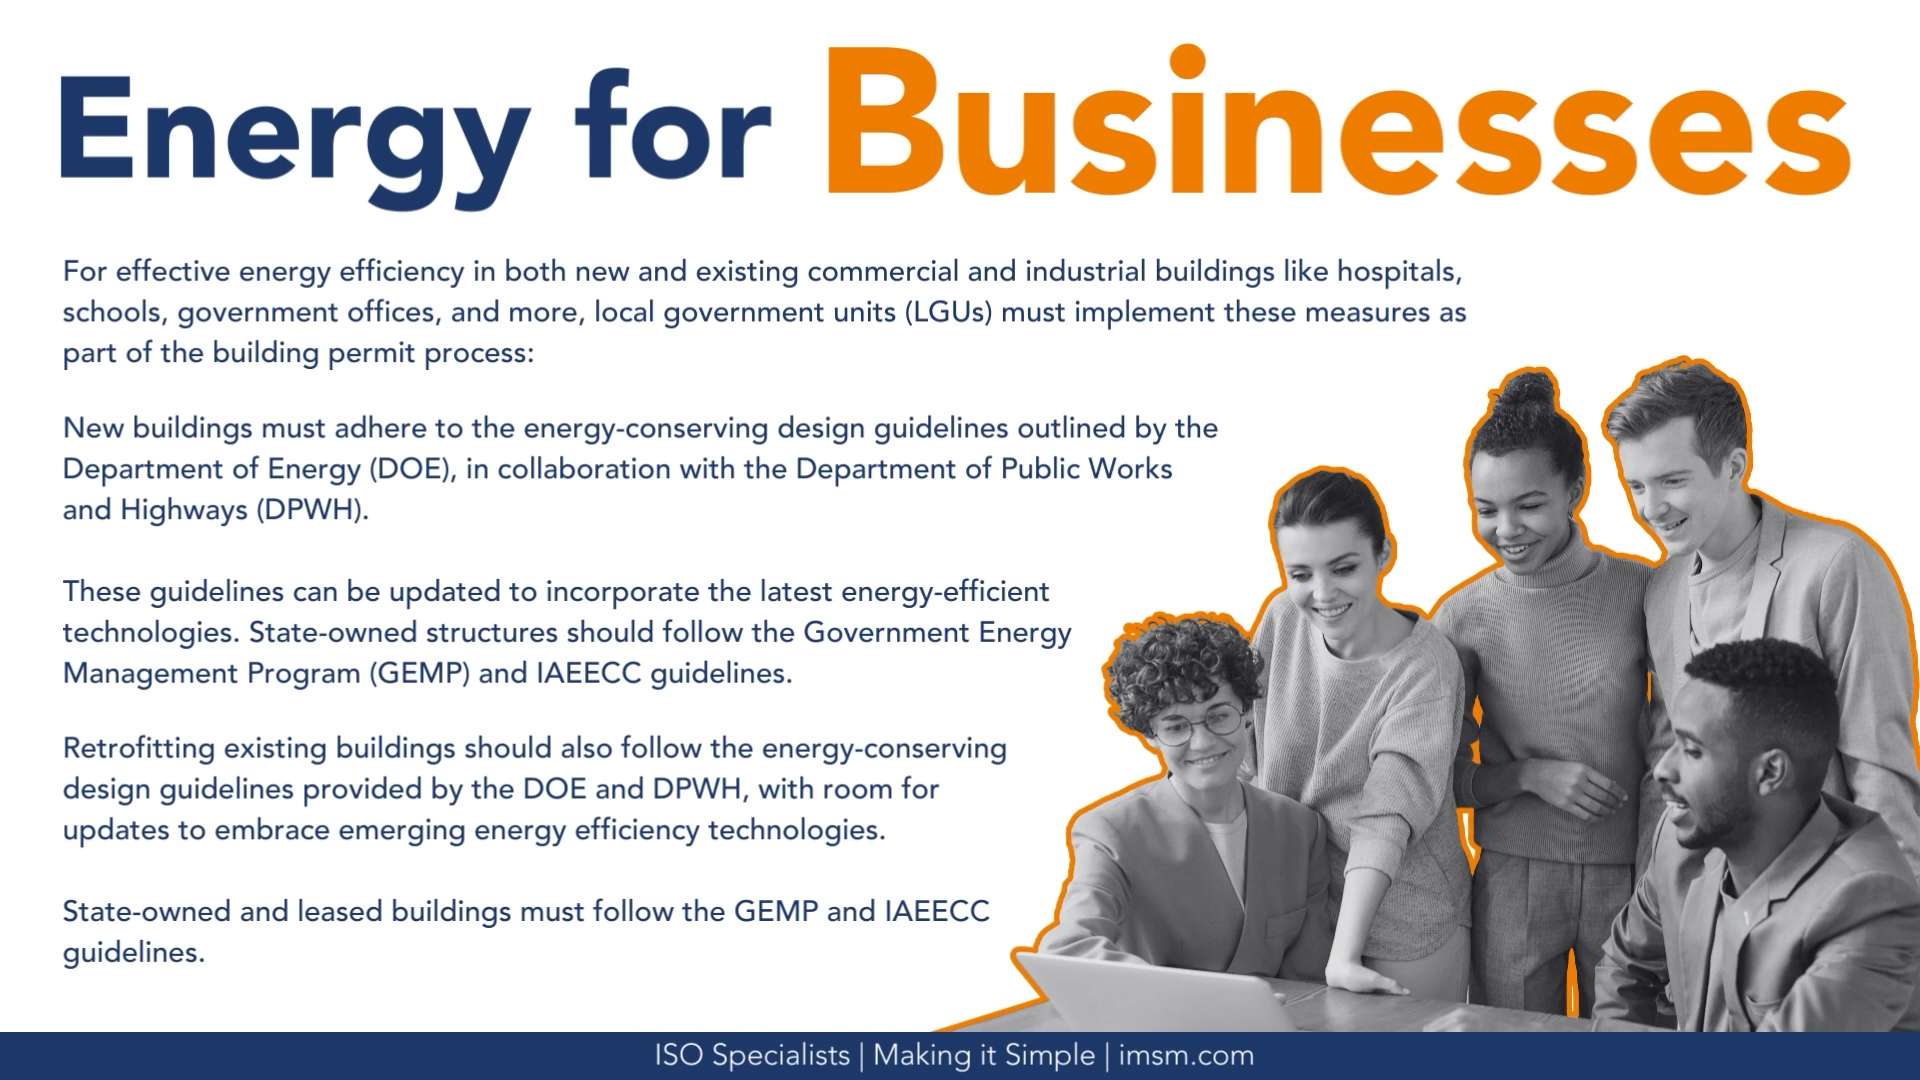 Energy for Businesses
For effective energy efficiency in both new and existing commercial and industrial buildings like hospitals,
schools, government offices, and more, local government units (LGUs) must implement these measures as
part of the building permit process:
New buildings must adhere to the energy-conserving design guidelines outlined by the
Department of Energy (DOE), in collaboration with the Department of Public Works
and Highways (DPWH).
These guidelines can be updated to incorporate the latest energy-efficient
technologies. State-owned structures should follow the Government Energy
Management Program (GEMP) and IAEECC guidelines.
Retrofitting existing buildings should also follow the energy-conserving
design guidelines provided by the DOE and DPWH, with room for
updates to embrace emerging energy efficiency technologies.
State-owned and leased buildings must follow the GEMP and IAEECC
guidelines.
ISO Specialists | Making it Simple | imsm.com